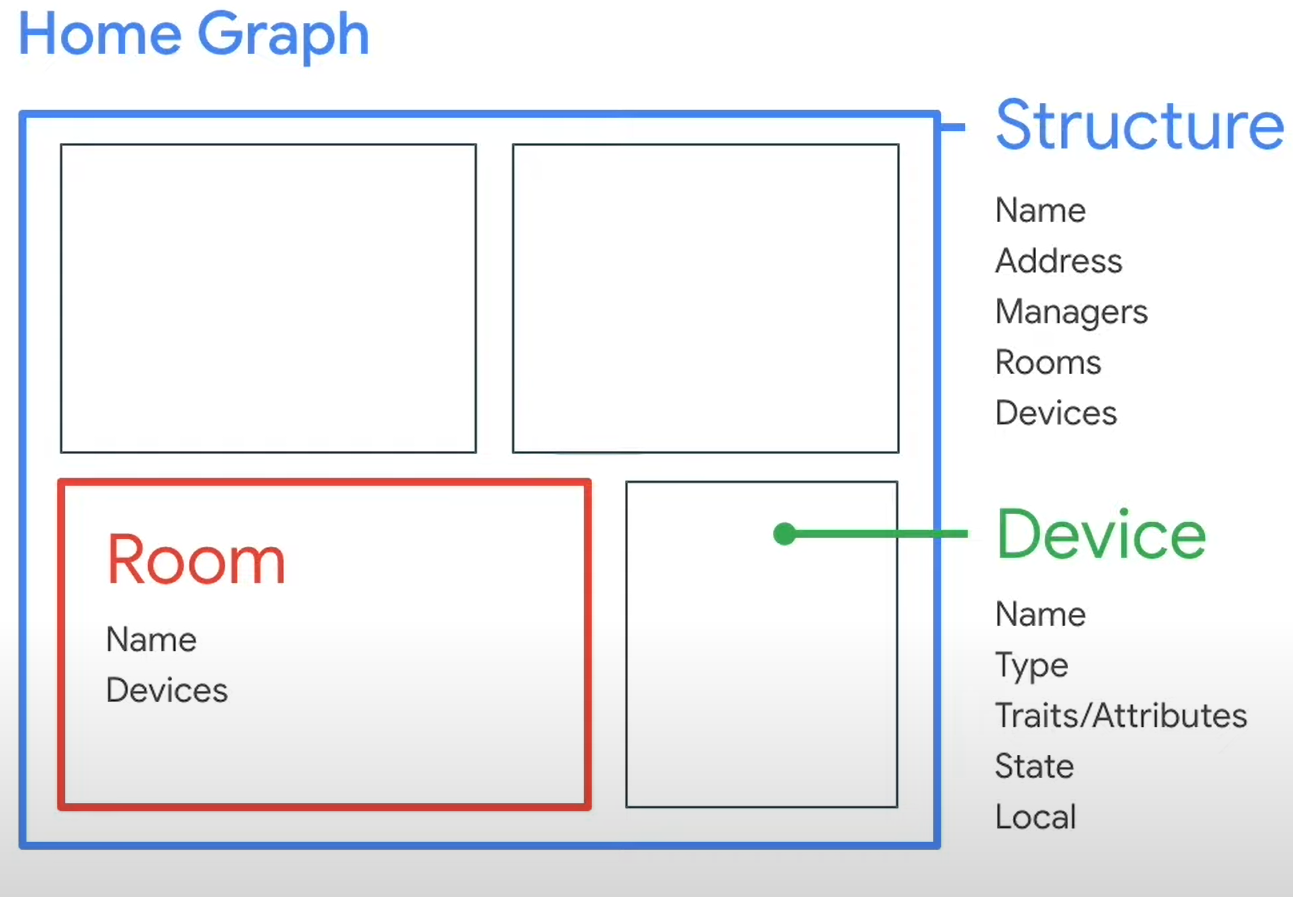 Home Graph
Structure
Name
Address
Managers
Rooms
Devices
Room
Name
Devices
Device
Name
Type
Traits/Attributes
State
Local